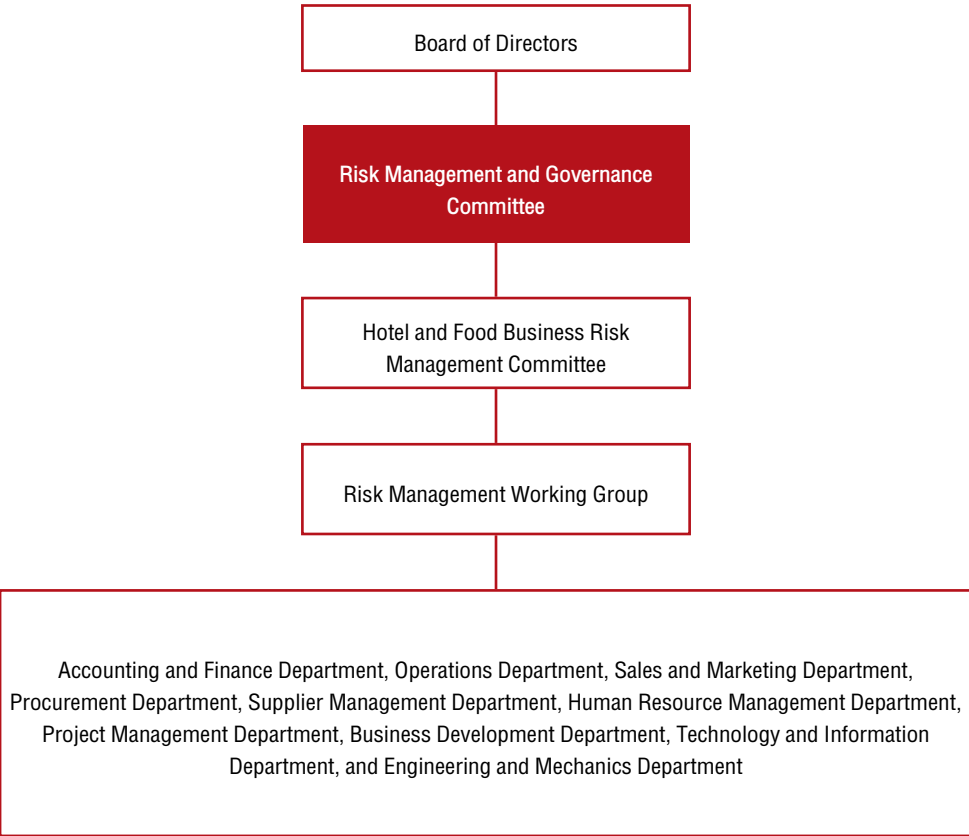 Board of Directors
Risk Management and Governance
Committee
Hotel and Food Business Risk
Management Committee
Risk Management Working Group
Accounting and Finance Department, Operations Department, Sales and Marketing Department,
Procurement Department, Supplier Management Department, Human Resource Management Department,
Project Management Department, Business Development Department, Technology and Information
Department, and Engineering and Mechanics Department